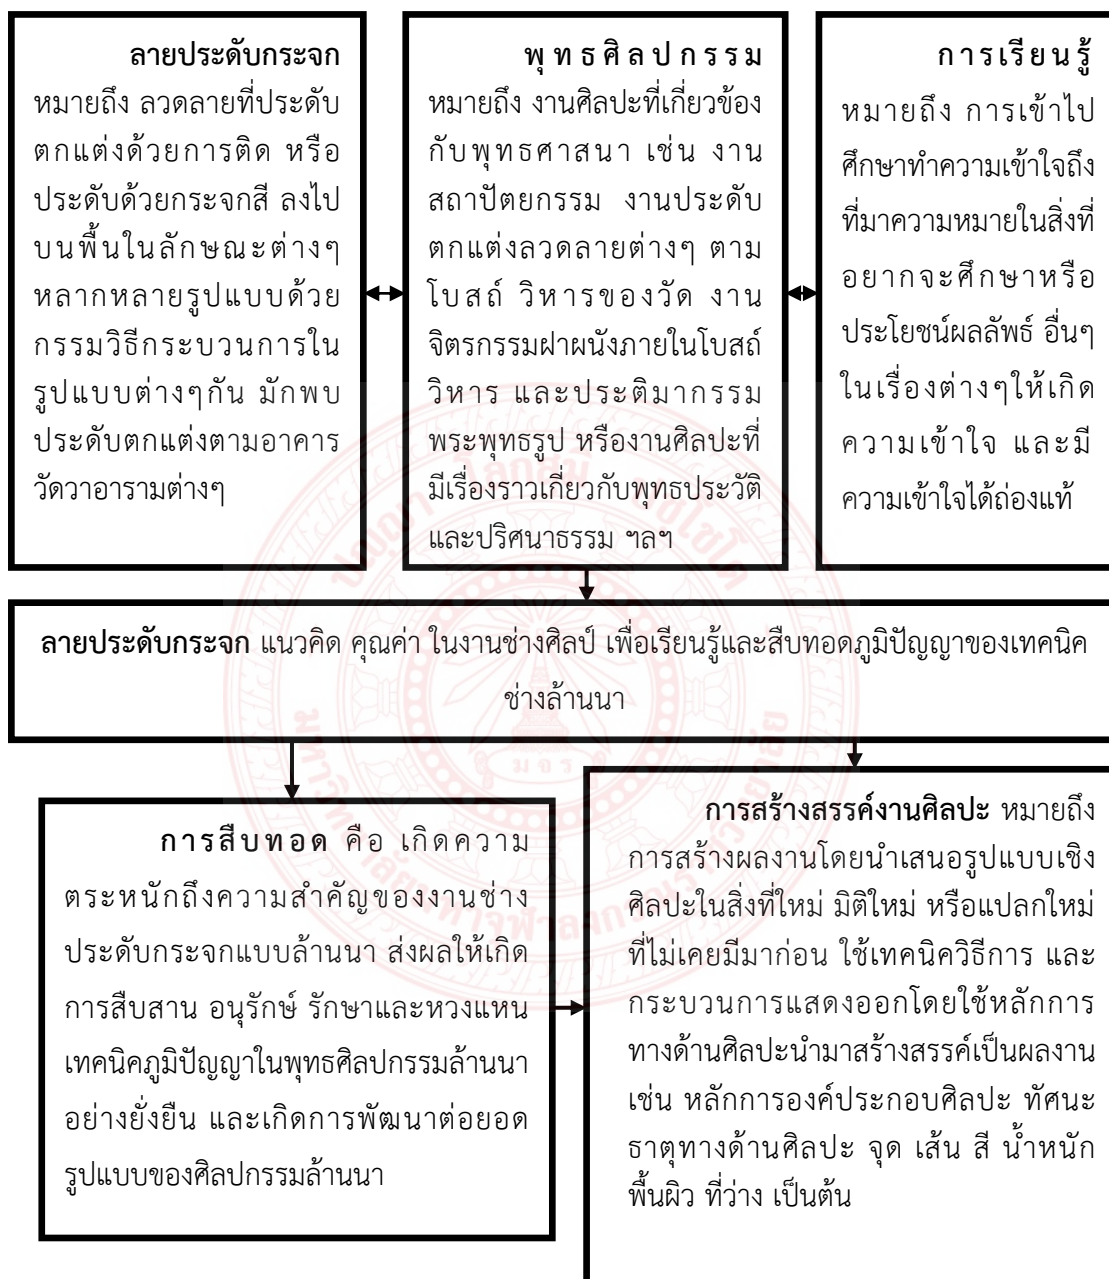 ลายประดับกระจก
หมายถึง ลวดลายที่ประดับ
ตกแต่งด้วยการติด หรือ
ประดับด้วยกระจกสี ลงไป
บนพื้นในลักษณะต่างๆ
หลากหลายรูปแบบด้วย
กรรมวิธีกระบวนการใน
รูปแบบต่างๆกัน มักพบ
ประดับตกแต่งตามอาคาร
วัดวาอารามต่างๆ
พุทธศิลปกรรม
หมายถึง งานศิลปะที่เกี่ยวข้อง
กับพุทธศาสนา เช่น งาน
สถาปัตยกรรม งานประดับ
ตกแต่งลวดลายต่างๆ ตาม
โบสถ์ วิหารของวัด งาน
จิตรกรรมฝาผนังภายในโบสถ์
วิหาร และประติมากรรม
พระพุทธรูป หรืองานศิลปะที่
มีเรื่องราวเกี่ยวกับพุทธประวัติ
และปริศนาธรรม ฯลฯ
การเรียนรู้
หมายถึง การเข้าไป
ศึกษาทำความเข้าใจถึง
ที่มาความหมายในสิ่งที่
อยากจะศึกษาหรือ
ประโยชน์ผลลัพธ์ อื่นๆ
ในเรื่องต่างๆให้เกิด
ความเข้าใจ และมี
ความเข้าใจได้ถ่องแท้
ลายประดับกระจก แนวคิด คุณค่า ในงานช่างศิลป์ เพื่อเรียนรู้และสืบทอดภูมิปัญญาของเทคนิค
ช่างล้านนา
การสืบทอด คือ เกิดความ
ตระหนักถึงความสำคัญของงานช่าง
ประดับกระจกแบบล้านนา ส่งผลให้เกิด
การสืบสาน อนุรักษ์ รักษาและหวงแหน
เทคนิคภูมิปัญญาในพุทธศิลปกรรมล้านนา
อย่างยั่งยืน และเกิดการพัฒนาต่อยอด
รูปแบบของศิลปกรรมล้านนา
การสร้างสรรค์งานศิลปะ หมายถึง
การสร้างผลงานโดยนำเสนอรูปแบบเชิง
ศิลปะในสิ่งที่ใหม่ มิติใหม่ หรือแปลกใหม่
ที่ไม่เคยมีมาก่อน ใช้เทคนิควิธีการ และ
กระบวนการแสดงออกโดยใช้หลักการ
ทางด้านศิลปะนำมาสร้างสรรค์เป็นผลงาน
เช่น หลักการองค์ประกอบศิลปะ ทัศนะ
ธาตุทางด้านศิลปะ จุด เส้น สี น้ำหนัก
พื้นผิว ที่ว่าง เป็นต้น
มจร